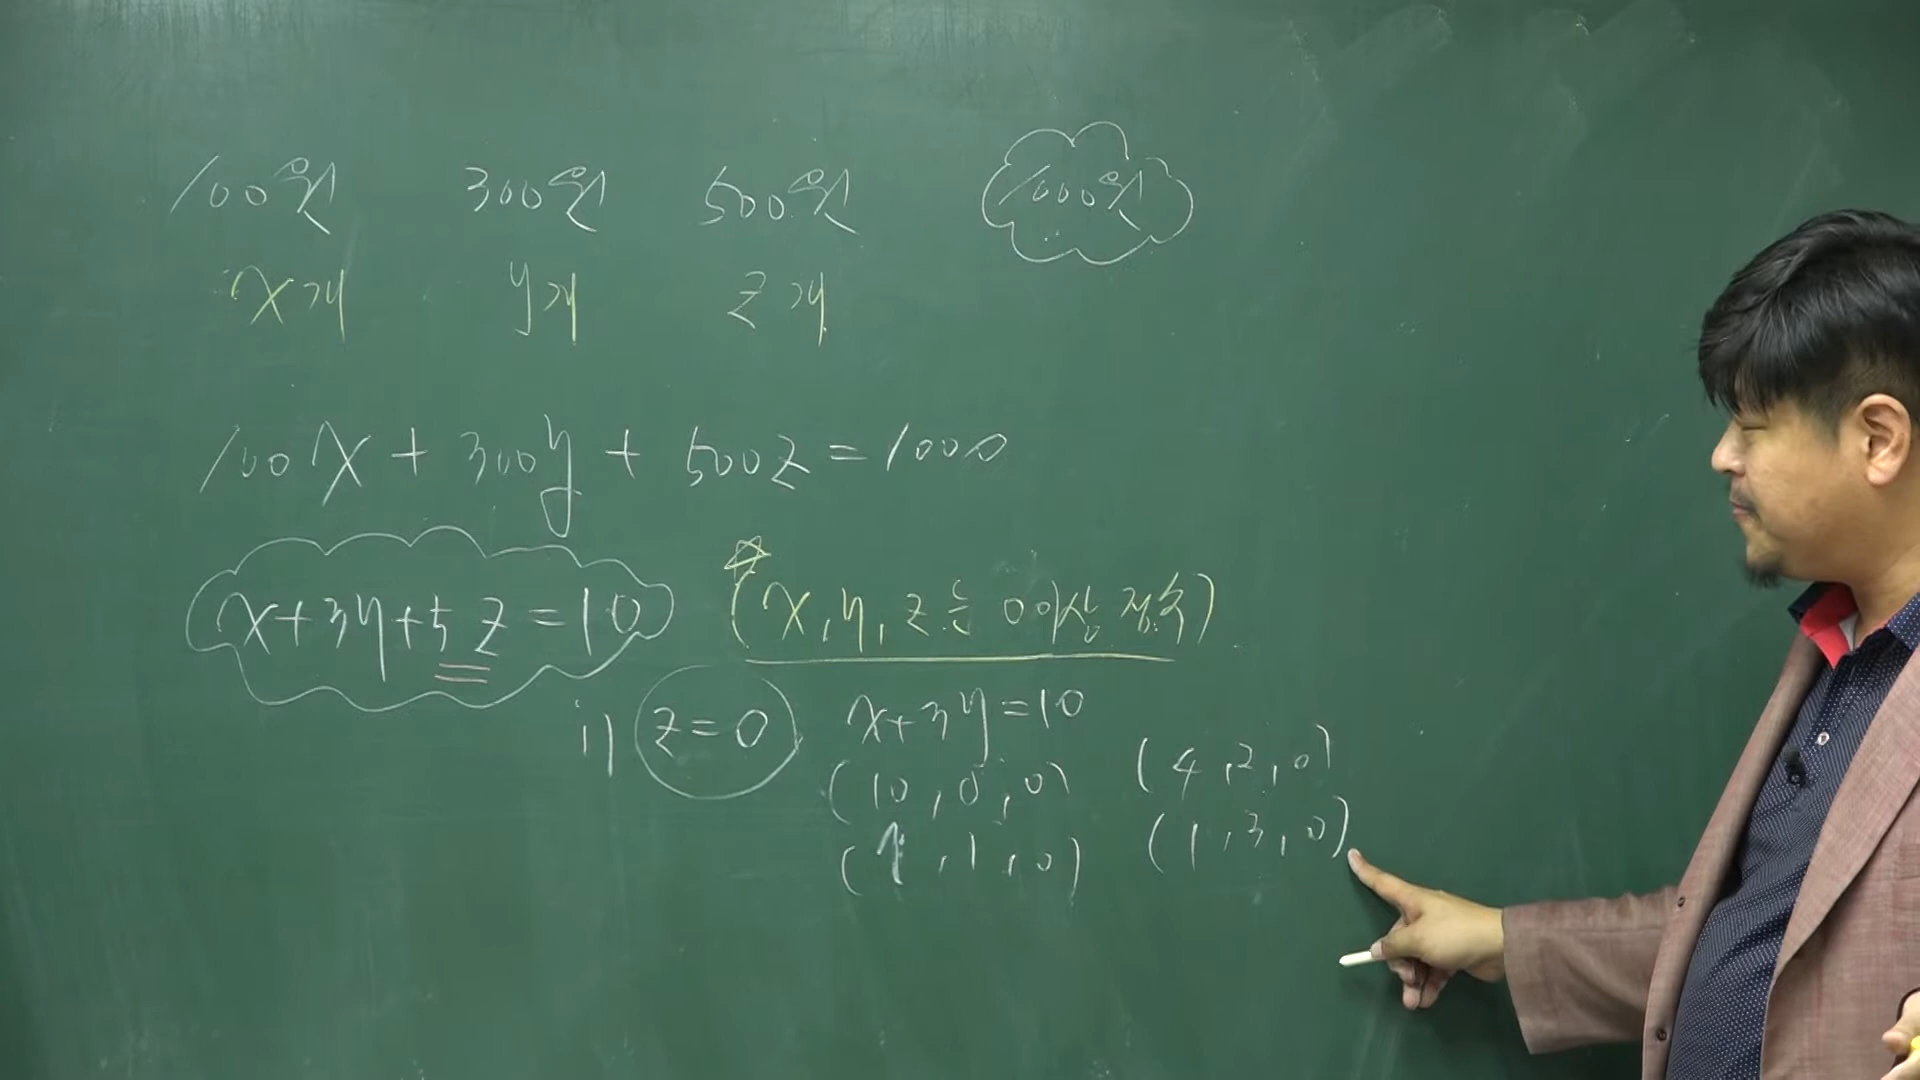 100원 300원 500원 1000원
x개 y개 z개
100x + 300y + 500z = 1000
x+3y+5z=10 (x, y, z는 0이상 정수)
i) z=0 x+3y=10
(10, 0, 0) (4, 2, 0)
( , 1, 0) (1, 3, 0)